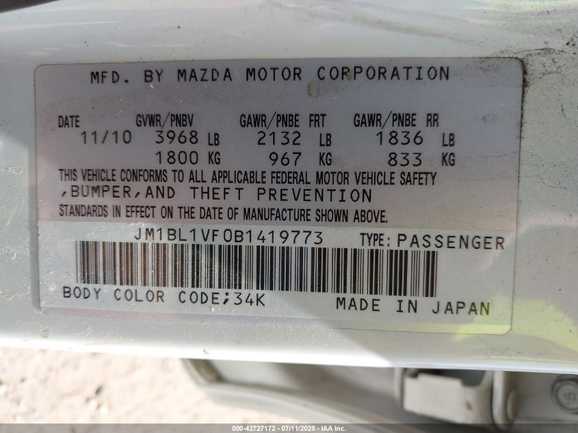 MFD. BY MAZDA MOTOR CORPORATION
DATE GVWR/PNBV GAWR/PNBE FRT GAWR/PNBE RR
11/10 3968 LB 2132 LB 1836 LB
1800 KG 967 KG 833 KG
THIS VEHICLE CONFORMS TO ALL APPLICABLE FEDERAL MOTOR VEHICLE SAFETY
,BUMPER,AND THEFT PREVENTION
STANDARDS IN EFFECT ON THE DATE OF MANUFACTURE SHOWN ABOVE.
JM1BL1VF0B1419773 TYPE:PASSENGER
BODY COLOR CODE;34K MADE IN JAPAN
000-43727172 - 07/11/2025 - Copyright © IAA, Inc.